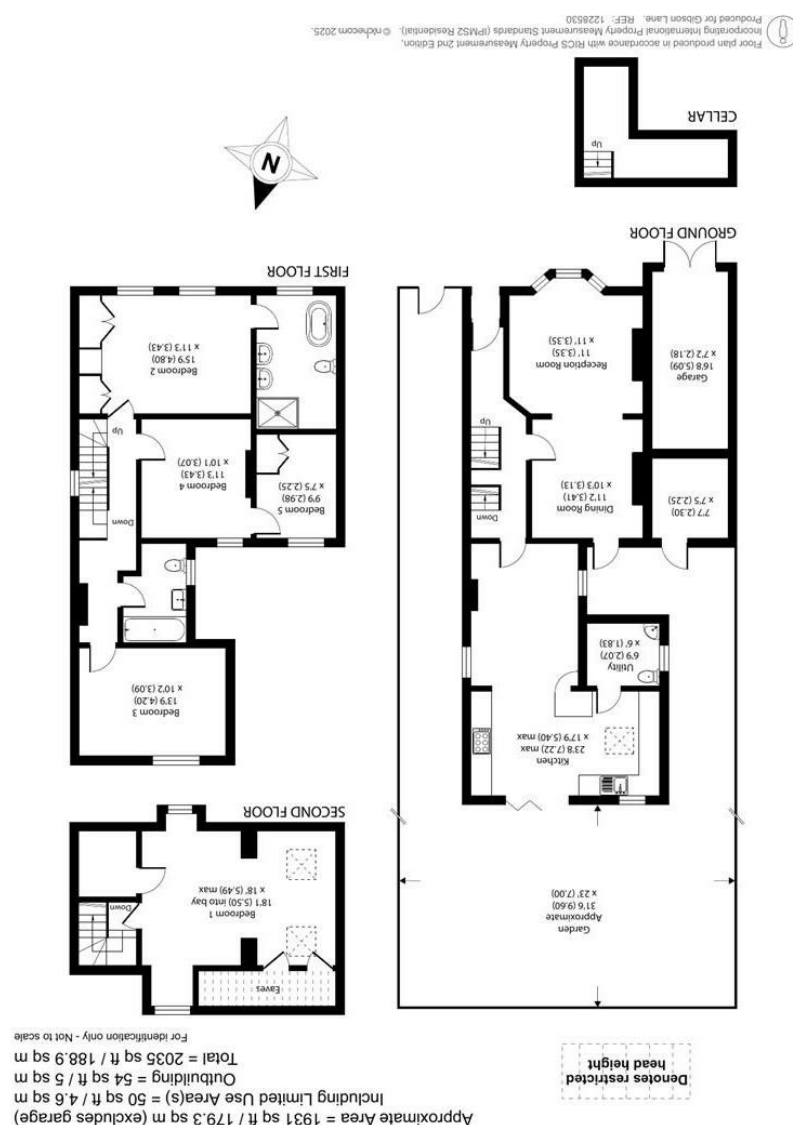 Approximate Area = 1931 sq ft / 179.3 sq m (excludes garage)
Including Limited Use Area(s) = 50 sq ft / 4.6 sq m
Outbuilding = 54 sq ft / 5 sq m
Total = 2035 sq ft / 188.9 sq m
For identification only - Not to scale
Denotes restricted
head height
Garden
Approximate
31'6 (9.60)
x 23' (7.00)
Kitchen
23'8 (7.22) max
x 17'9 (5.40) max
Utility
6'9 (2.07)
x 6' (1.83)
7'7 (2.30)
x 7'5 (2.25)
Dining Room
11'2 (3.41)
x 10'3 (3.13)
Down
Up
Garage
16'8 (5.09)
x 7'2 (2.18)
Reception Room
11' (3.35)
x 11' (3.35)
GROUND FLOOR
Up
CELLAR
Eaves
Bedroom 1
18'1 (5.50) into bay
x 18' (5.49) max
Down
SECOND FLOOR
Bedroom 3
13'9 (4.20)
x 10'2 (3.09)
Down
Bedroom 5
9'9 (2.98)
x 7'5 (2.25)
Bedroom 4
11'3 (3.43)
x 10'1 (3.07)
Up
Bedroom 2
15'9 (4.80)
x 11'3 (3.43)
FIRST FLOOR
N
Floor plan produced in accordance with RICS Property Measurement 2nd Edition,
Incorporating International Property Measurement Standards (IPMS2 Residential). © nichecom 2025.
Produced for Gibson Lane. REF: 1228530